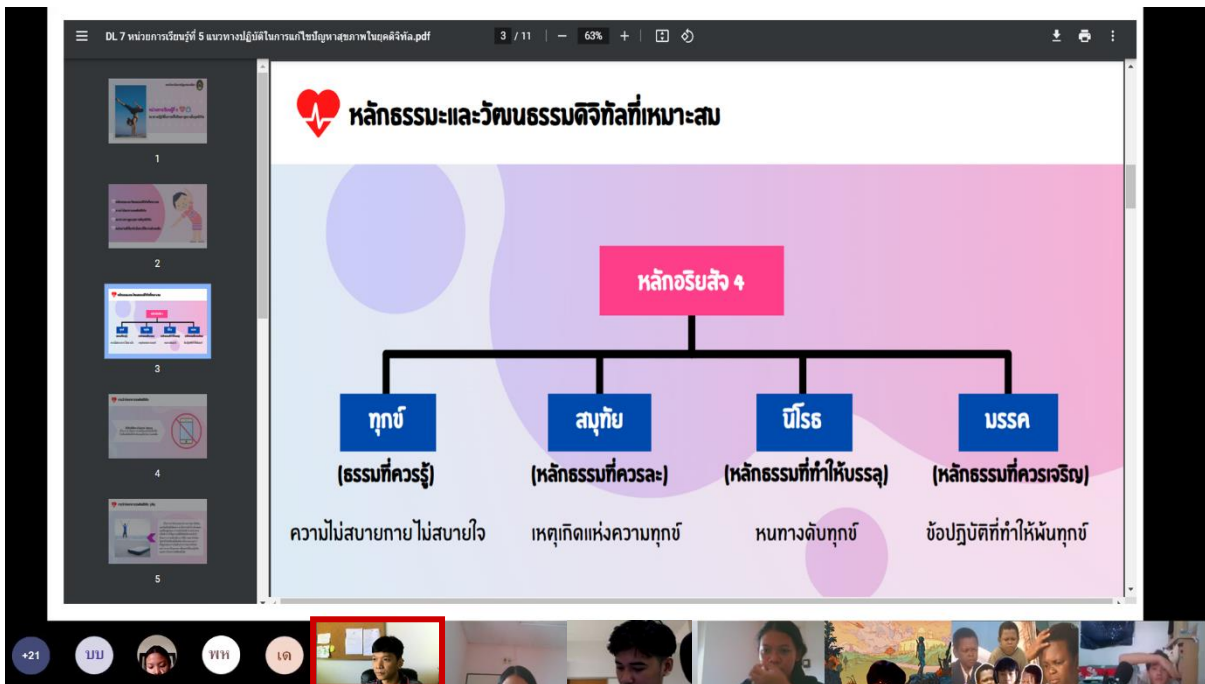 DL 7 หน่วยการเรียนรู้ที่ 5 แนวทางปฏิบัติในการแก้ไขปัญหาสุขภาพในยุคดิจิทัล.pdf
3 / 11
63%
1
2
3
4
5
หลักธรรมะและวัฒนธรรมดิจิทัลที่เหมาะสม
หลักอริยสัจ 4
ทุกข์
สมุทัย
นิโรธ
มรรค
(ธรรมที่ควรรู้)
(หลักธรรมที่ควรละ)
(หลักธรรมที่ทำให้บรรลุ)
(หลักธรรมที่ควรเจริญ)
ความไม่สบายกาย ไม่สบายใจ
เหตุเกิดแห่งความทุกข์
หนทางดับทุกข์
ข้อปฏิบัติที่ทำให้พ้นทุกข์
+21
บบ
พห
เด